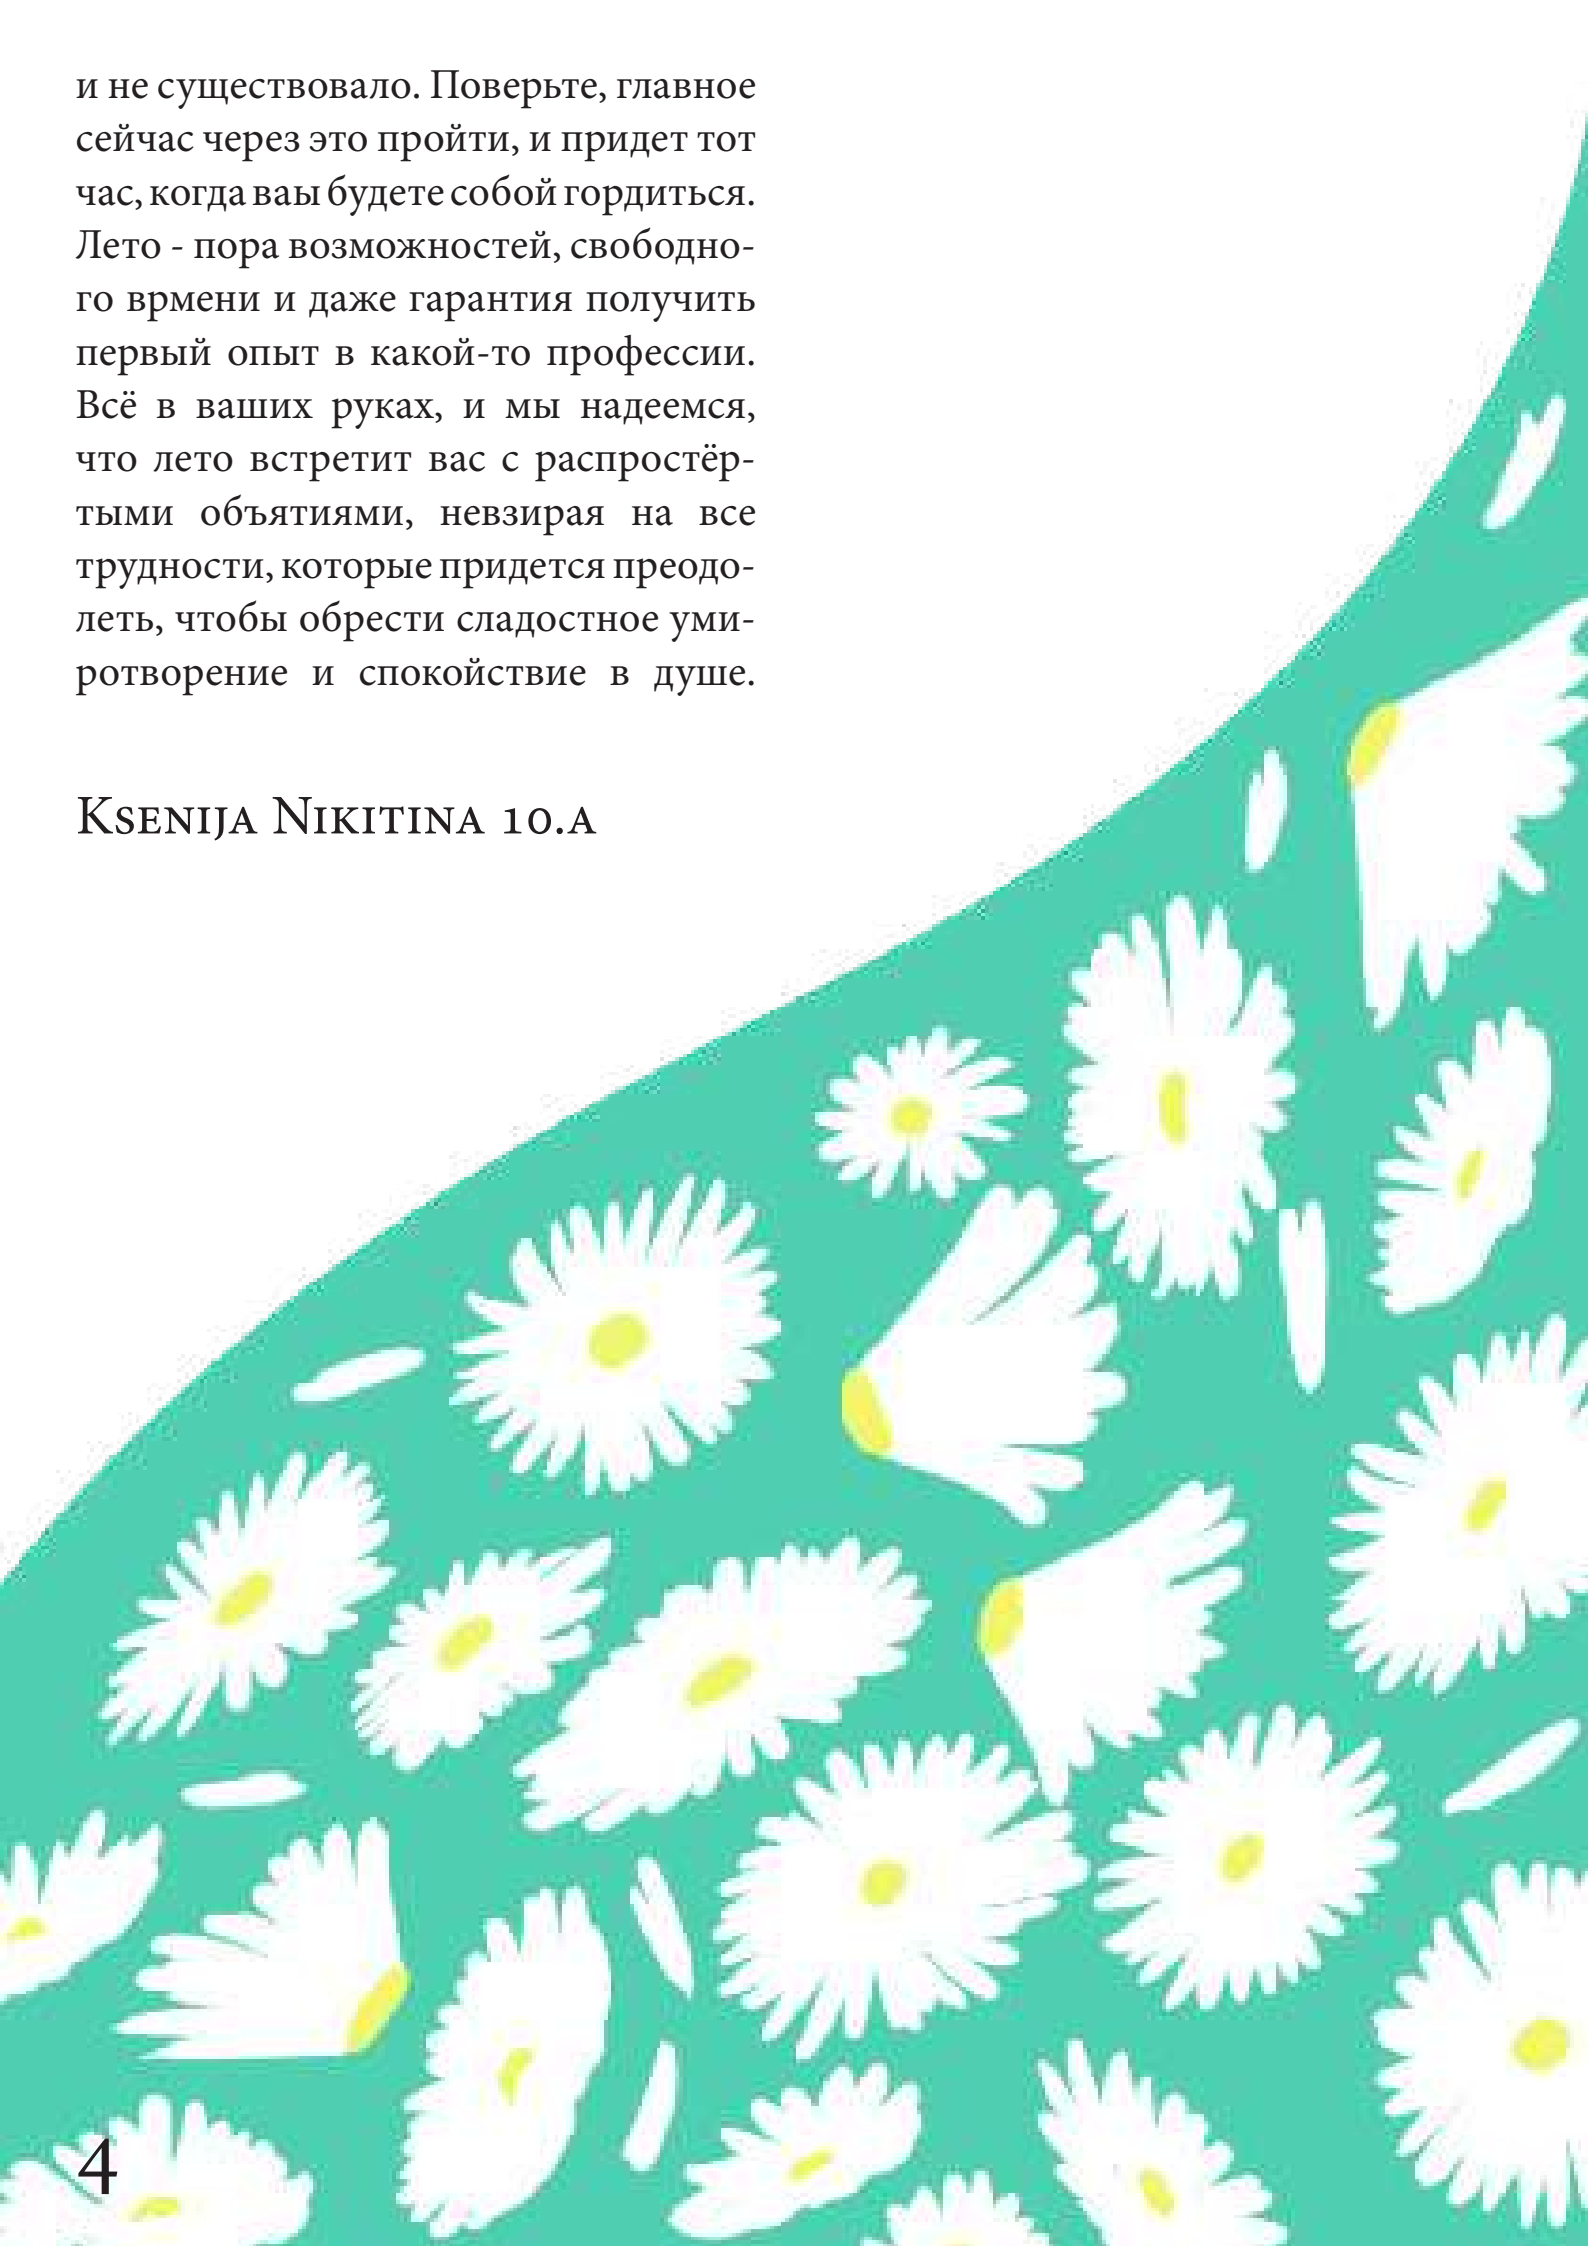 и не существовало. Поверьте, главное
сейчас через это пройти, и придет тот
час, когда ваы будете собой гордиться.
Лето - пора возможностей, свободно-
го врмени и даже гарантия получить
первый опыт в какой-то профессии.
Всё в ваших руках, и мы надеемся,
что лето встретит вас с распростёр-
тыми объятиями, невзирая на все
трудности, которые придется преодо-
леть, чтобы обрести сладостное уми-
ротворение и спокойствие в душе.
Ksenija Nikitina 10.a
4